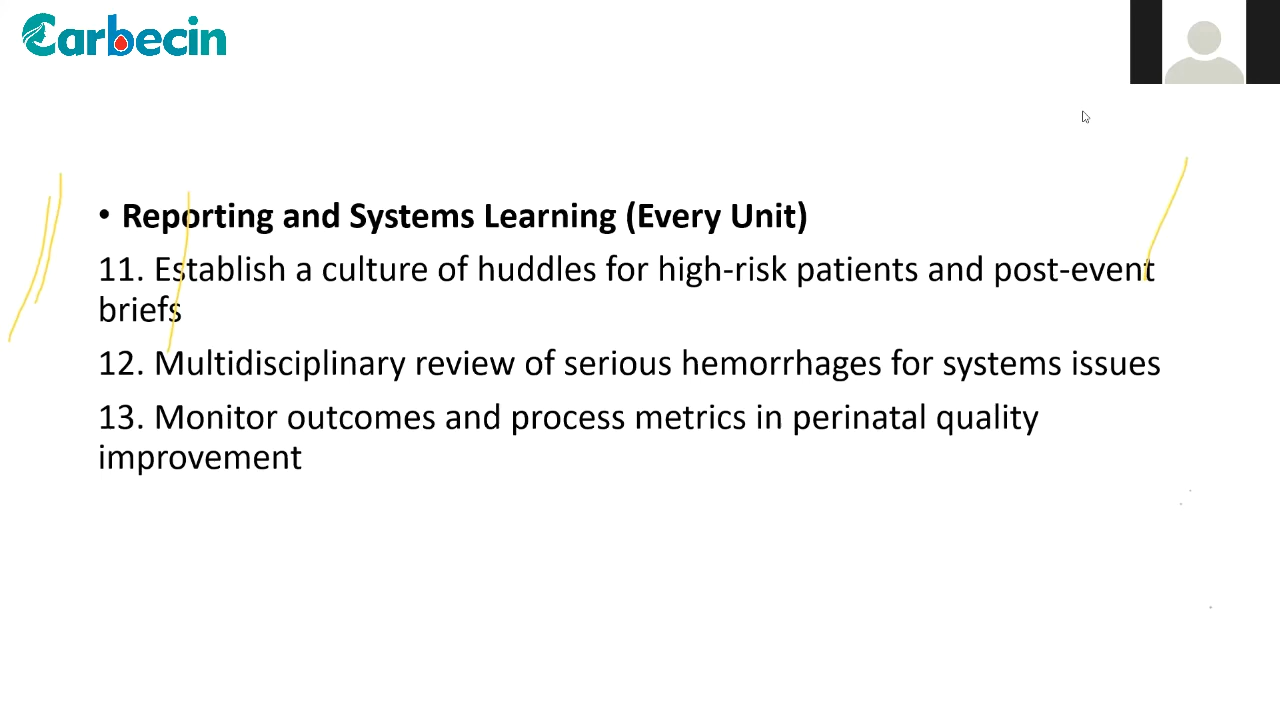 Carbecin
• Reporting and Systems Learning (Every Unit)
11. Establish a culture of huddles for high-risk patients and post-event
briefs
12. Multidisciplinary review of serious hemorrhages for systems issues
13. Monitor outcomes and process metrics in perinatal quality
improvement